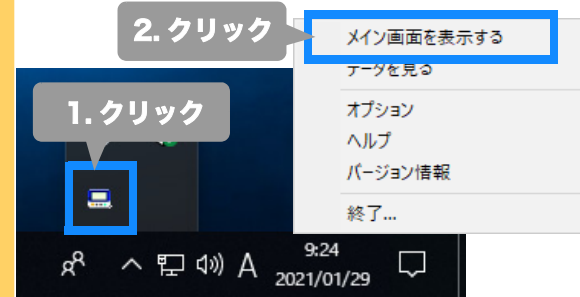 2.クリック
メイン画面を表示する
データを見る
1.クリック
オプション
ヘルプ
バージョン情報
終了...
A
9:24
2021/01/29